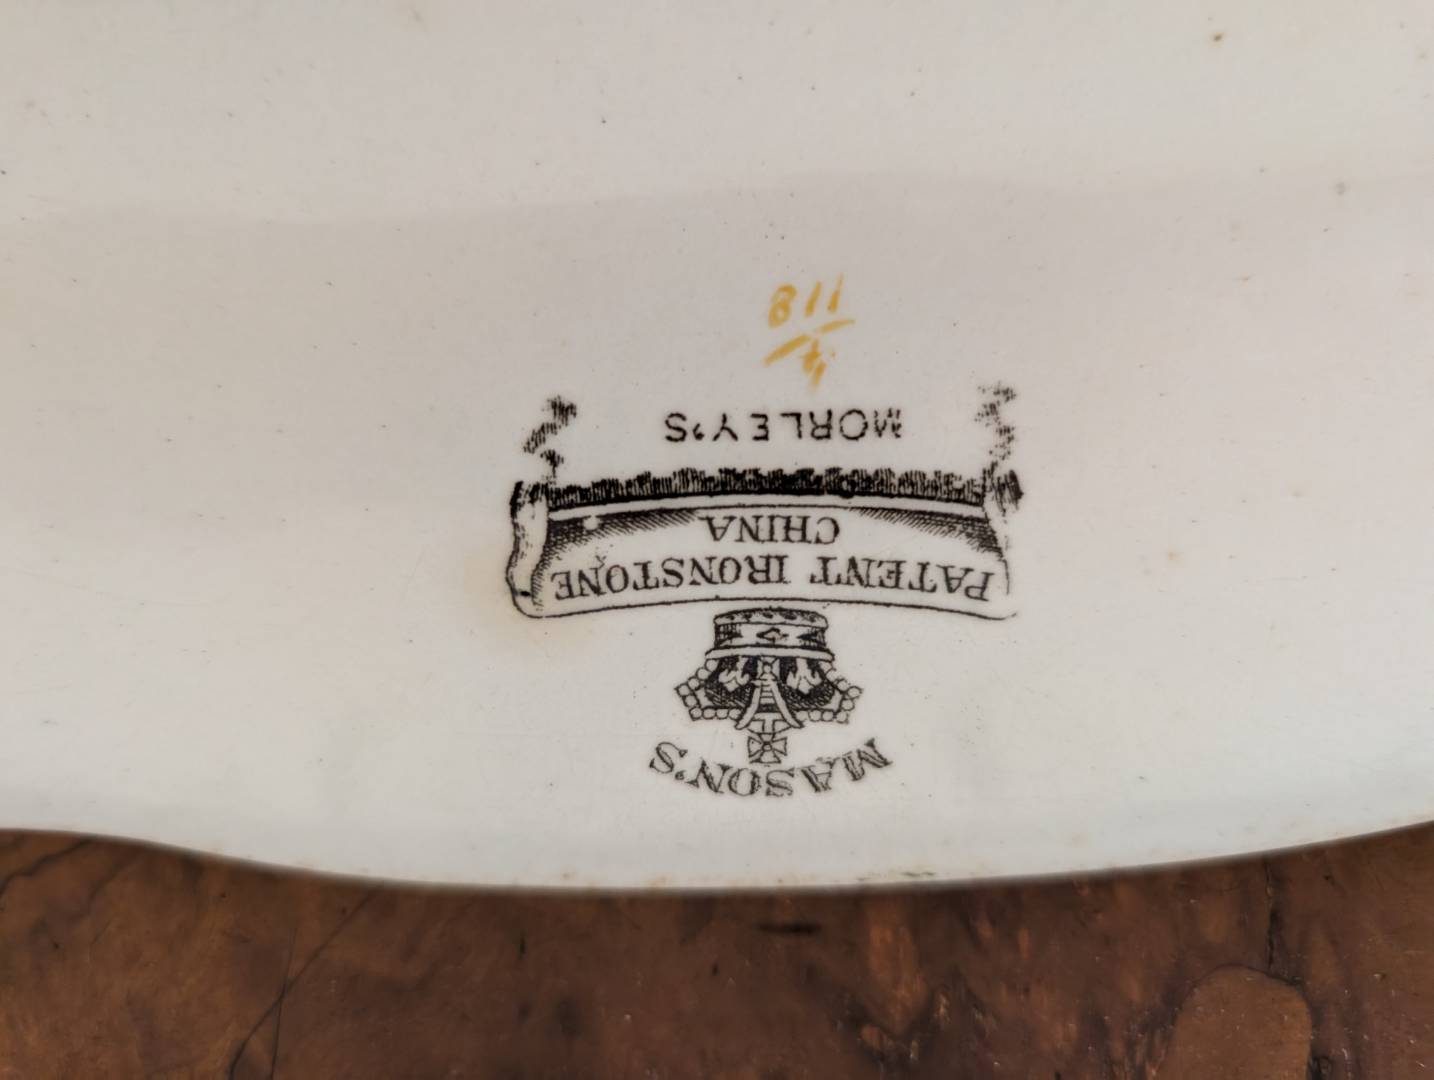 MASON'S
PATENT IRONSTONE
CHINA
MORLEY'S
118